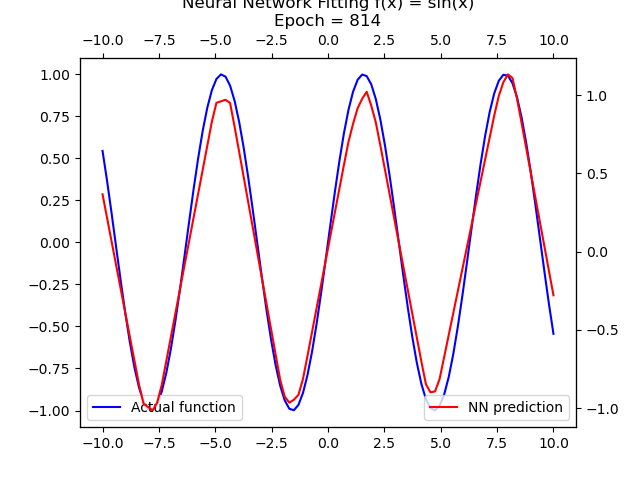 Neural Network Fitting f(x) = sin(x)
Epoch = 814
−10.0 −7.5 −5.0 −2.5 0.0 2.5 5.0 7.5 10.0
1.00
0.75
0.50
0.25
0.00
−0.25
−0.50
−0.75
−1.00
1.0
0.5
0.0
−0.5
−1.0
Actual function
NN prediction
−10.0 −7.5 −5.0 −2.5 0.0 2.5 5.0 7.5 10.0